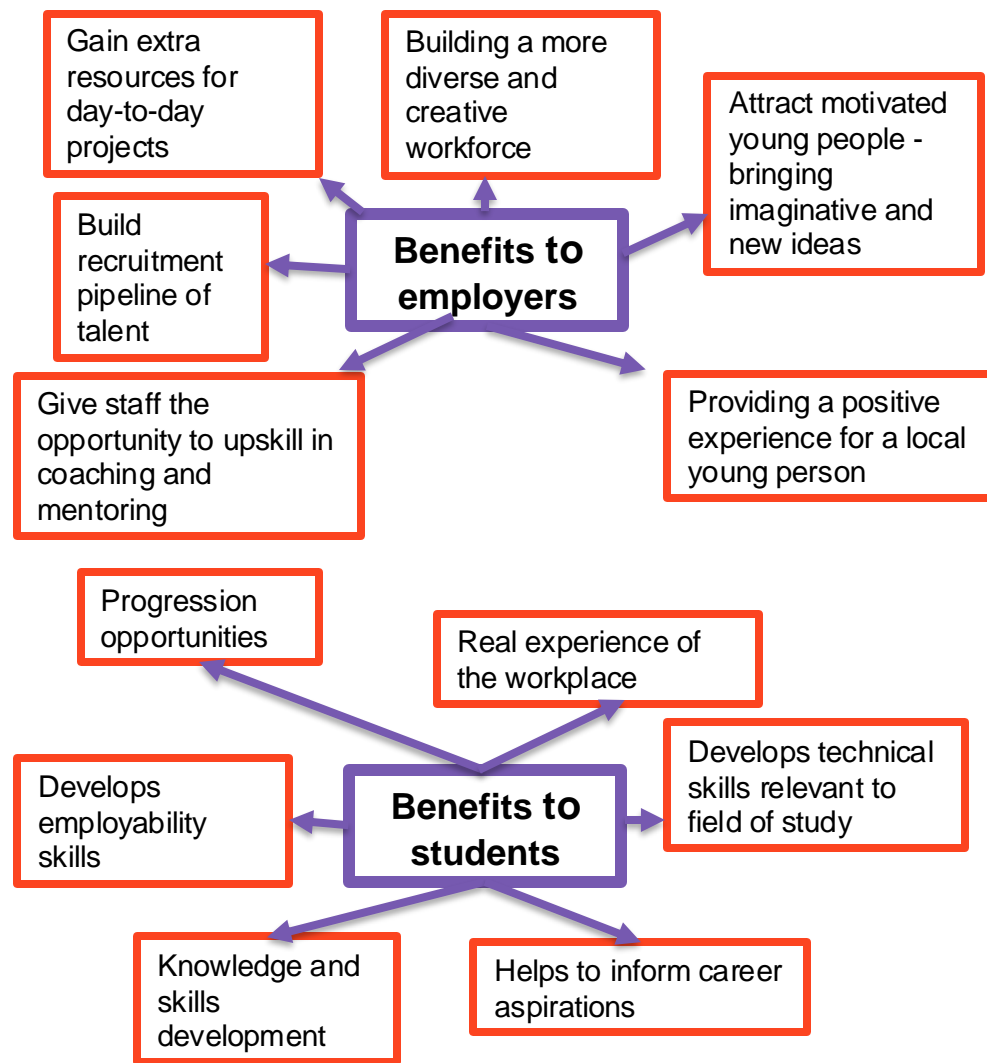 Gain extra
resources for
day-to-day
projects
Building a more
diverse and
creative
workforce
Attract motivated
young people -
bringing
imaginative and
new ideas
Build
recruitment
pipeline of
talent
Benefits to
employers
Give staff the
opportunity to upskill in
coaching and
mentoring
Providing a positive
experience for a local
young person
Progression
opportunities
Real experience of
the workplace
Develops
employability
skills
Benefits to
students
Develops technical
skills relevant to
field of study
Knowledge and
skills
development
Helps to inform career
aspirations